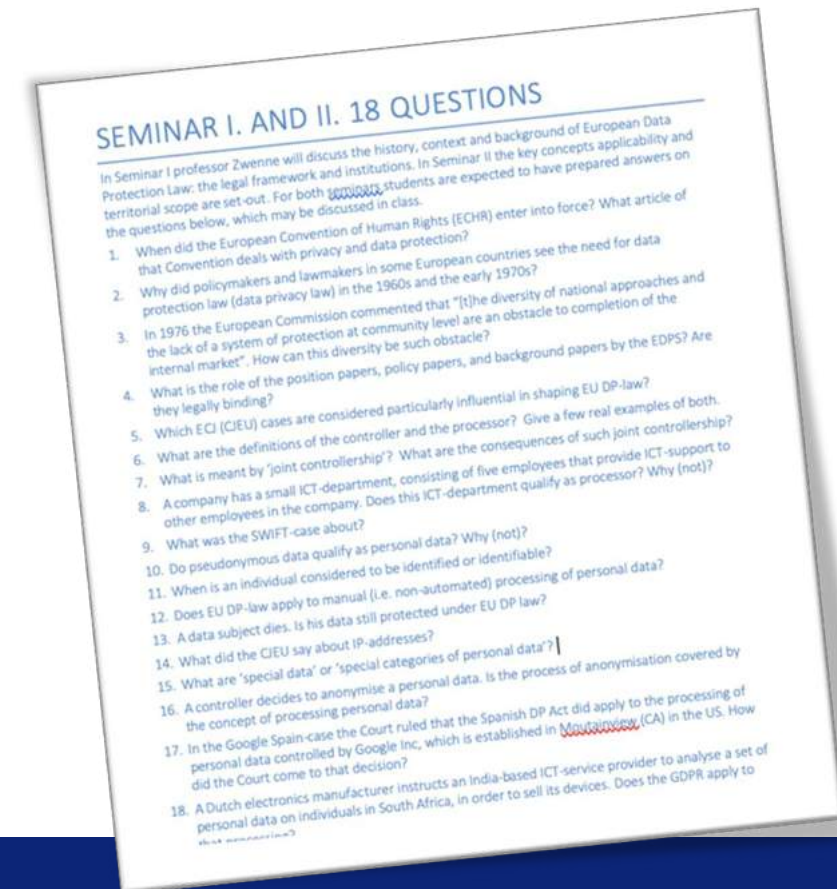 SEMINAR I. AND II. 18 QUESTIONS
In Seminar I professor Zwenne will discuss the history, context and background of European Data
Protection Law: the legal framework and institutions. In Seminar II the key concepts applicability and
territorial scope are set-out. For both seminars students are expected to have prepared answers on
the questions below, which may be discussed in class.
1. When did the European Convention of Human Rights (ECHR) enter into force? What article of
that Convention deals with privacy and data protection?
2. Why did policymakers and lawmakers in some European countries see the need for data
protection law (data privacy law) in the 1960s and the early 1970s?
3. In 1976 the European Commission commented that "[t]he diversity of national approaches and
the lack of a system of protection at community level are an obstacle to completion of the
internal market". How can this diversity be such obstacle?
4. What is the role of the position papers, policy papers, and background papers by the EDPS? Are
they legally binding?
5. Which ECJ (CJEU) cases are considered particularly influential in shaping EU DP-law?
6. What are the definitions of the controller and the processor? Give a few real examples of both.
7. What is meant by 'joint controllership'? What are the consequences of such joint controllership?
8. A company has a small ICT-department, consisting of five employees that provide ICT-support to
other employees in the company. Does this ICT-department qualify as processor? Why (not)?
9. What was the SWIFT-case about?
10. Do pseudonymous data qualify as personal data? Why (not)?
11. When is an individual considered to be identified or identifiable?
12. Does EU DP-law apply to manual (i.e. non-automated) processing of personal data?
13. A data subject dies. Is his data still protected under EU DP law?
14. What did the CJEU say about IP-addresses?
15. What are 'special data' or 'special categories of personal data'?
16. A controller decides to anonymise a personal data. Is the process of anonymisation covered by
the concept of processing personal data?
17. In the Google Spain-case the Court ruled that the Spanish DP Act did apply to the processing of
personal data controlled by Google Inc, which is established in Moutainview (CA) in the US. How
did the Court come to that decision?
18. A Dutch electronics manufacturer instructs an India-based ICT-service provider to analyse a set of
personal data on individuals in South Africa, in order to sell its devices. Does the GDPR apply to